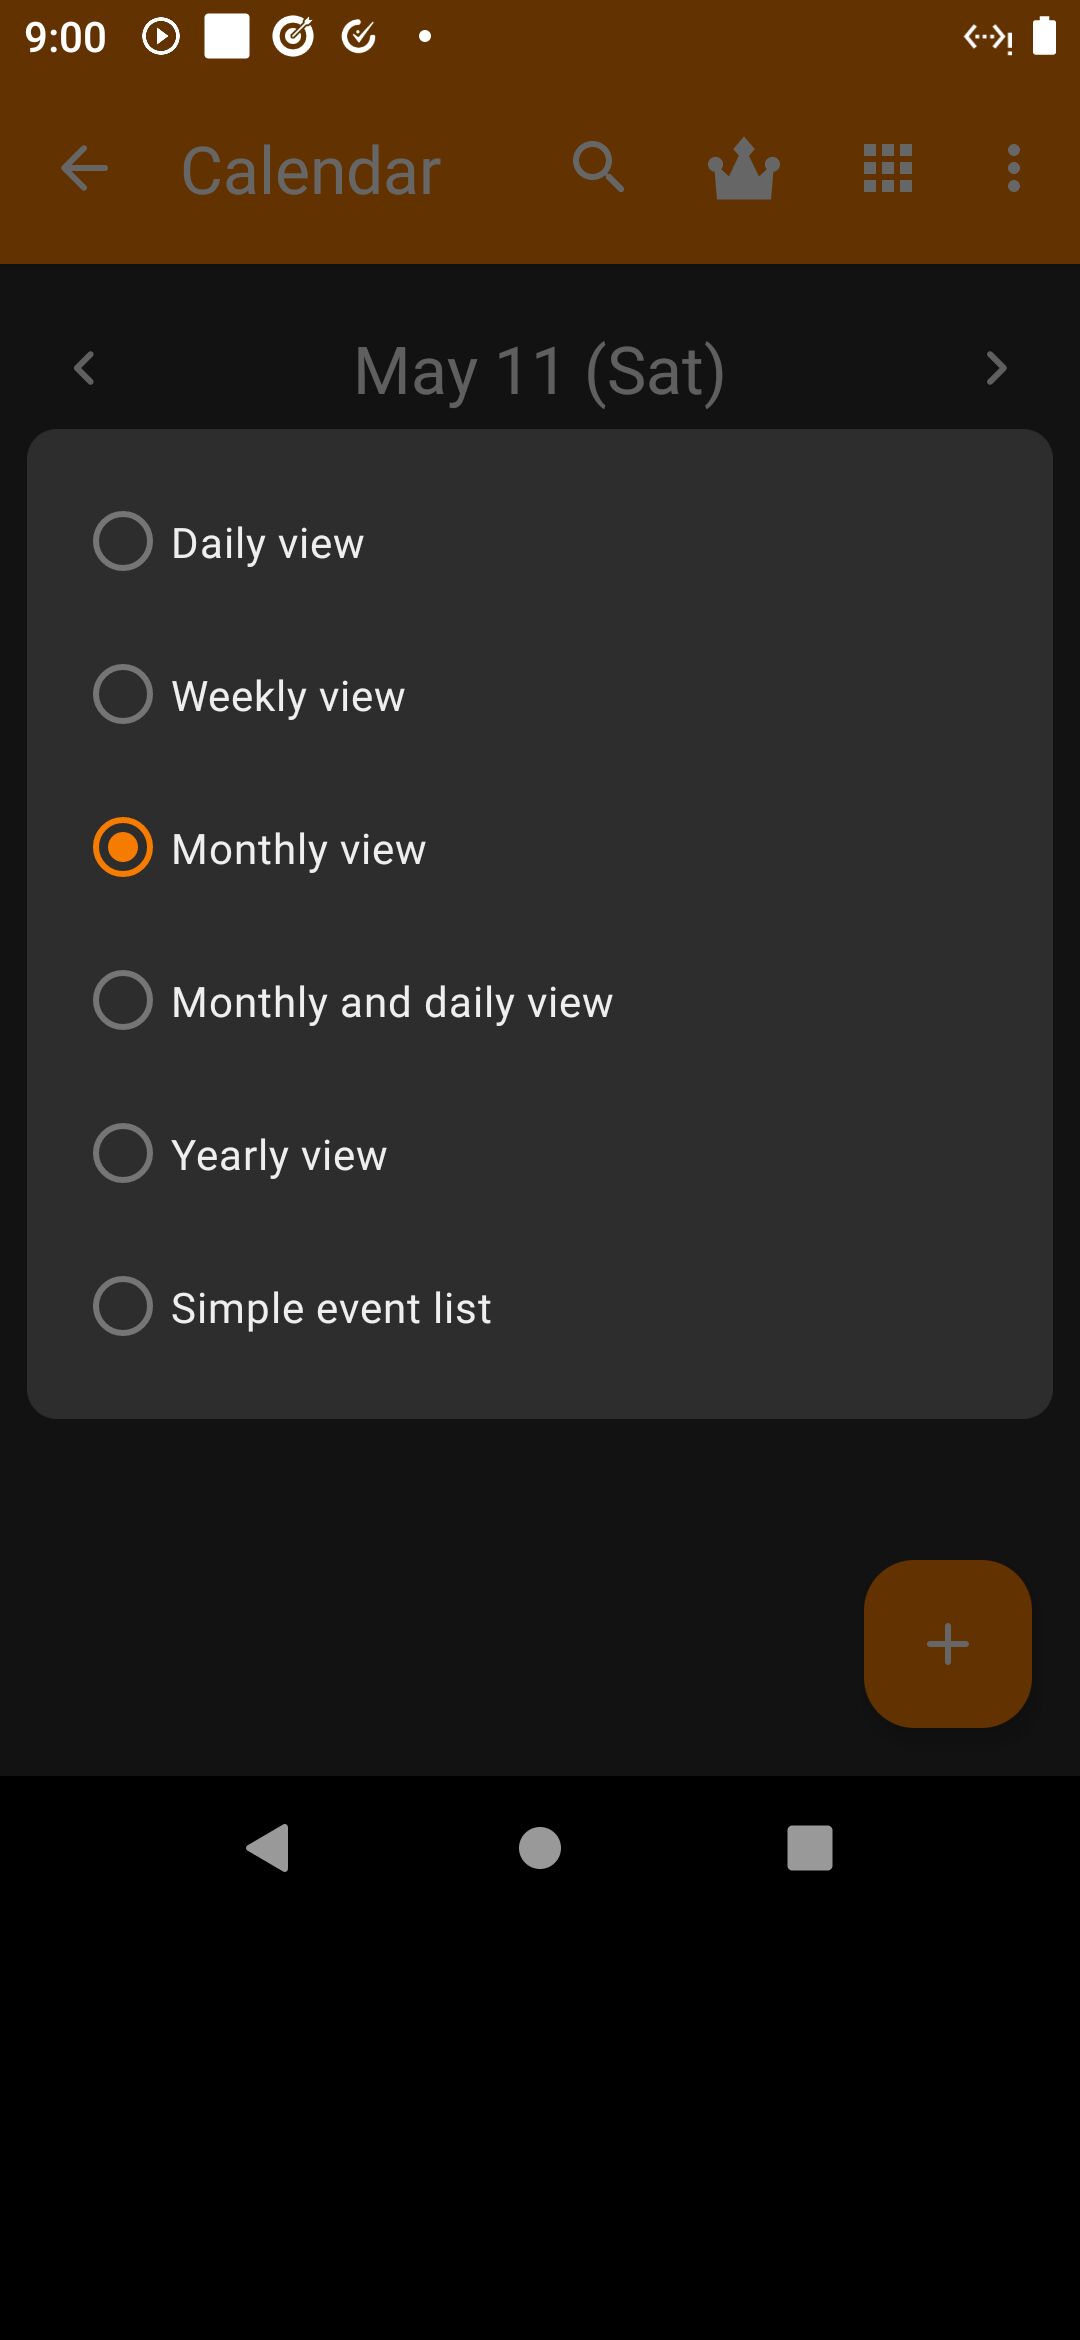 9:00
Calendar
May 11 (Sat)
Daily view
Weekly view
Monthly view
Monthly and daily view
Yearly view
Simple event list